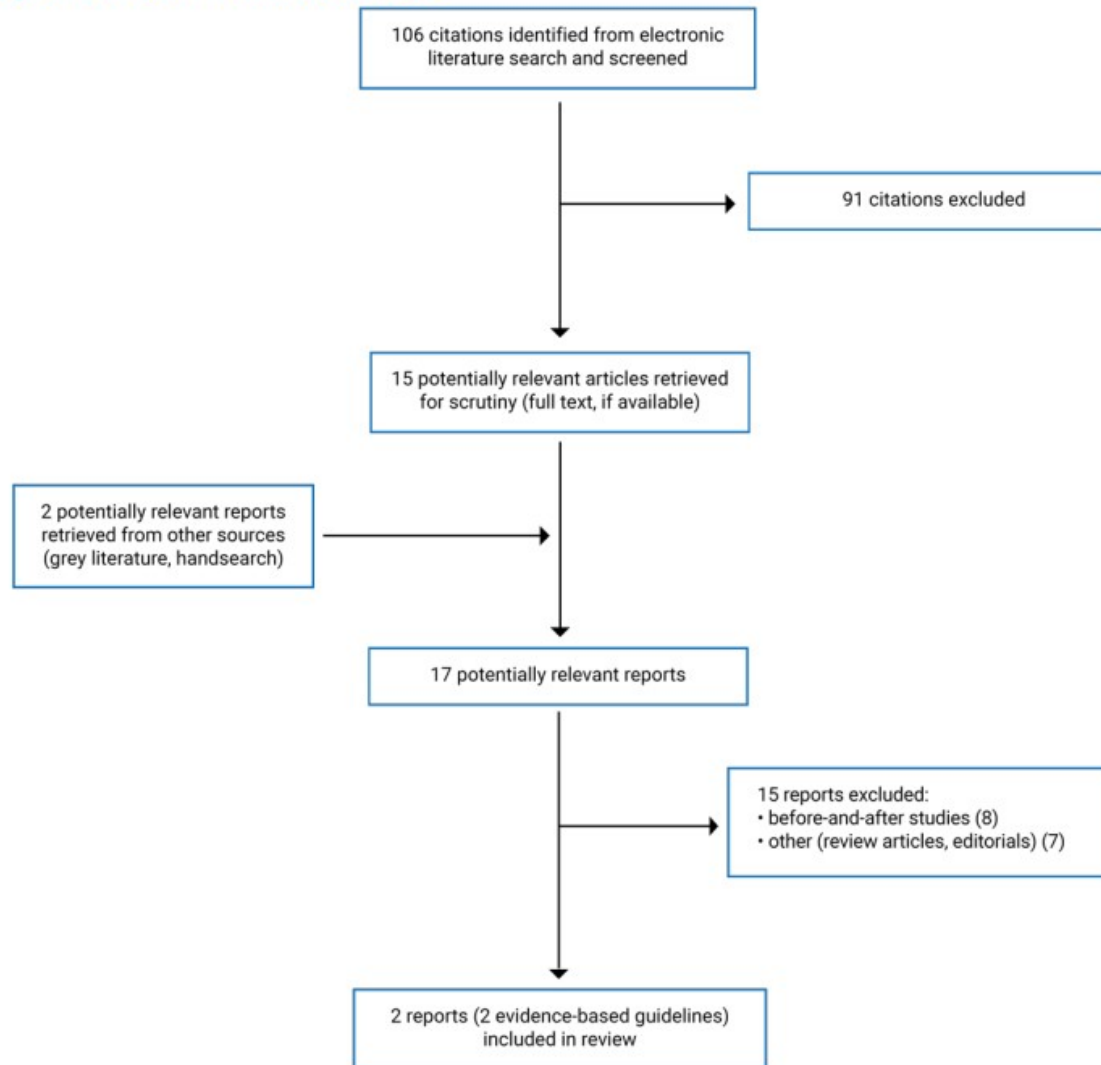 106 citations identified from electronic
literature search and screened
91 citations excluded
15 potentially relevant articles retrieved
for scrutiny (full text, if available)
2 potentially relevant reports
retrieved from other sources
(grey literature, handsearch)
17 potentially relevant reports
15 reports excluded:
• before-and-after studies (8)
• other (review articles, editorials) (7)
2 reports (2 evidence-based guidelines)
included in review